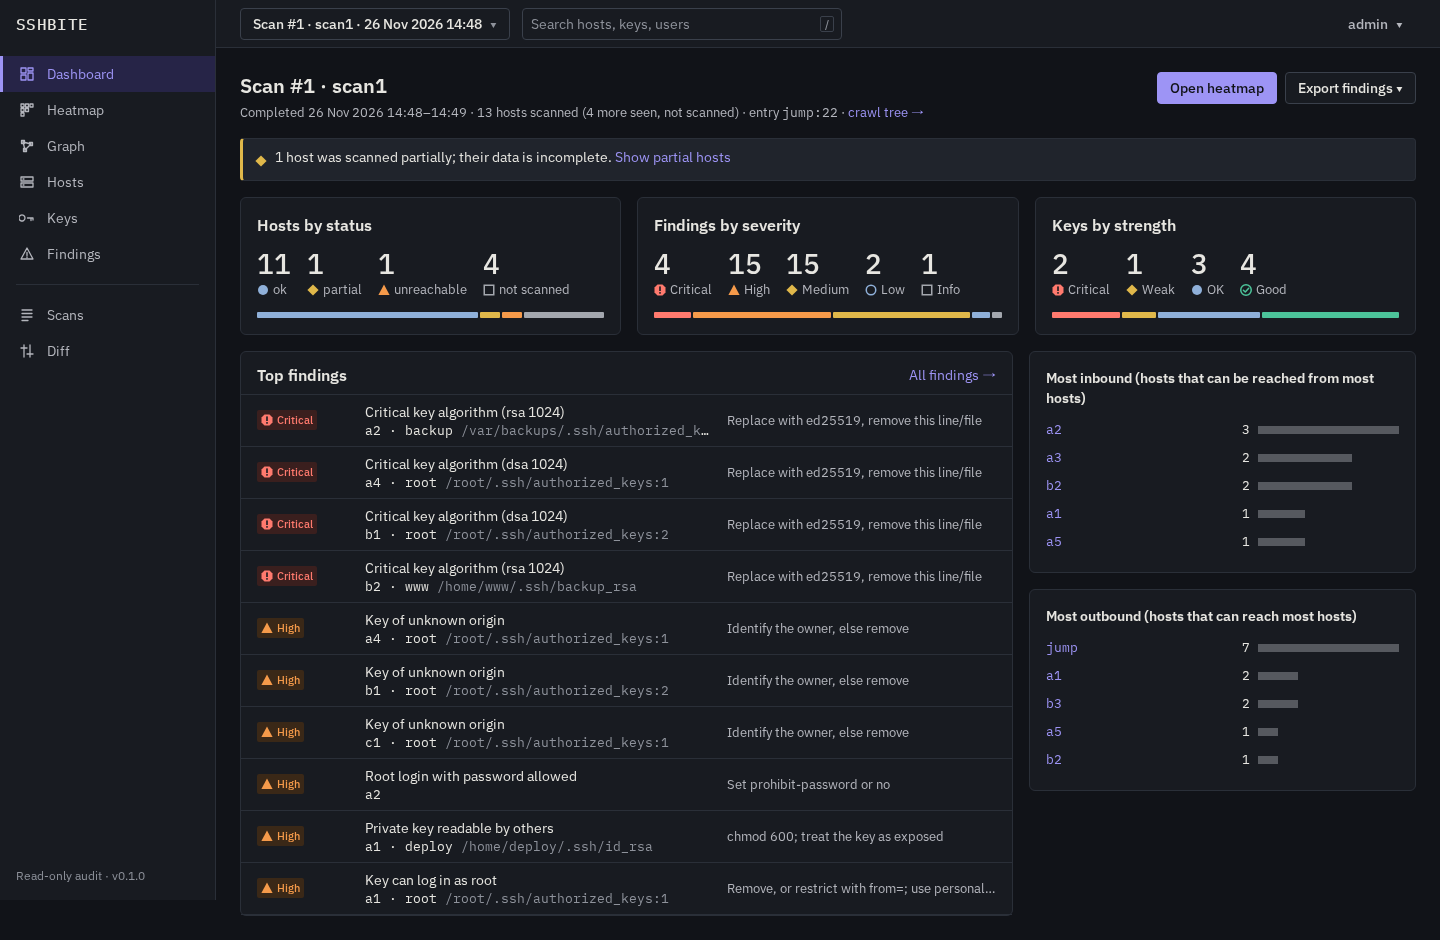 SSHBITE
Scan #1 · scan1 · 26 Nov 2026 14:48 ▾
Search hosts, keys, users /
admin ▾
Dashboard
Heatmap
Graph
Hosts
Keys
Findings
Scans
Diff
Read-only audit · v0.1.0
Scan #1 · scan1
Completed 26 Nov 2026 14:48–14:49 · 13 hosts scanned (4 more seen, not scanned) · entry jump:22 · crawl tree →
Open heatmap
Export findings ▾
1 host was scanned partially; their data is incomplete. Show partial hosts
Hosts by status
11 1 1 4
ok partial unreachable not scanned
Findings by severity
4 15 15 2 1
Critical High Medium Low Info
Keys by strength
2 1 3 4
Critical Weak OK Good
Top findings
All findings →
Critical Critical key algorithm (rsa 1024) Replace with ed25519, remove this line/file
a2 · backup /var/backups/.ssh/authorized_k…
Critical Critical key algorithm (dsa 1024) Replace with ed25519, remove this line/file
a4 · root /root/.ssh/authorized_keys:1
Critical Critical key algorithm (dsa 1024) Replace with ed25519, remove this line/file
b1 · root /root/.ssh/authorized_keys:2
Critical Critical key algorithm (rsa 1024) Replace with ed25519, remove this line/file
b2 · www /home/www/.ssh/backup_rsa
High Key of unknown origin Identify the owner, else remove
a4 · root /root/.ssh/authorized_keys:1
High Key of unknown origin Identify the owner, else remove
b1 · root /root/.ssh/authorized_keys:2
High Key of unknown origin Identify the owner, else remove
c1 · root /root/.ssh/authorized_keys:1
High Root login with password allowed Set prohibit-password or no
a2
High Private key readable by others chmod 600; treat the key as exposed
a1 · deploy /home/deploy/.ssh/id_rsa
High Key can log in as root Remove, or restrict with from=; use personal…
a1 · root /root/.ssh/authorized_keys:1
Most inbound (hosts that can be reached from most
hosts)
a2 3
a3 2
b2 2
a1 1
a5 1
Most outbound (hosts that can reach most hosts)
jump 7
a1 2
b3 2
a5 1
b2 1